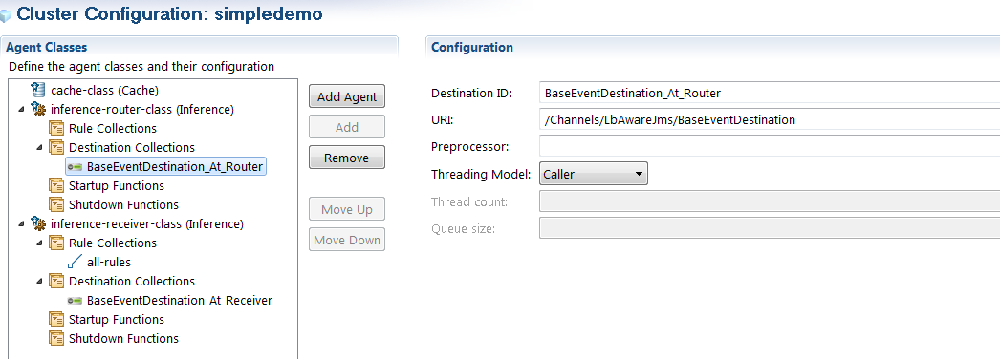 Cluster Configuration: simpledemo
Agent Classes
Define the agent classes and their configuration
cache-class (Cache)
inference-router-class (Inference)
Rule Collections
Destination Collections
BaseEventDestination_At_Router
Startup Functions
Shutdown Functions
inference-receiver-class (Inference)
Rule Collections
all-rules
Destination Collections
BaseEventDestination_At_Receiver
Startup Functions
Shutdown Functions
Add Agent
Add
Remove
Move Up
Move Down
Configuration
Destination ID: BaseEventDestination_At_Router
URI: /Channels/LbAwareJms/BaseEventDestination
Preprocessor:
Threading Model: Caller
Thread count:
Queue size: